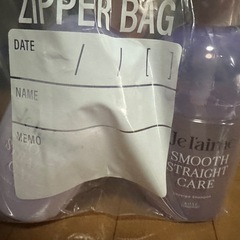 ZIPPER BAG
DATE / / [ ]
NAME
MEMO
Je l'aime
SMOOTH
STRAIGHT
CARE